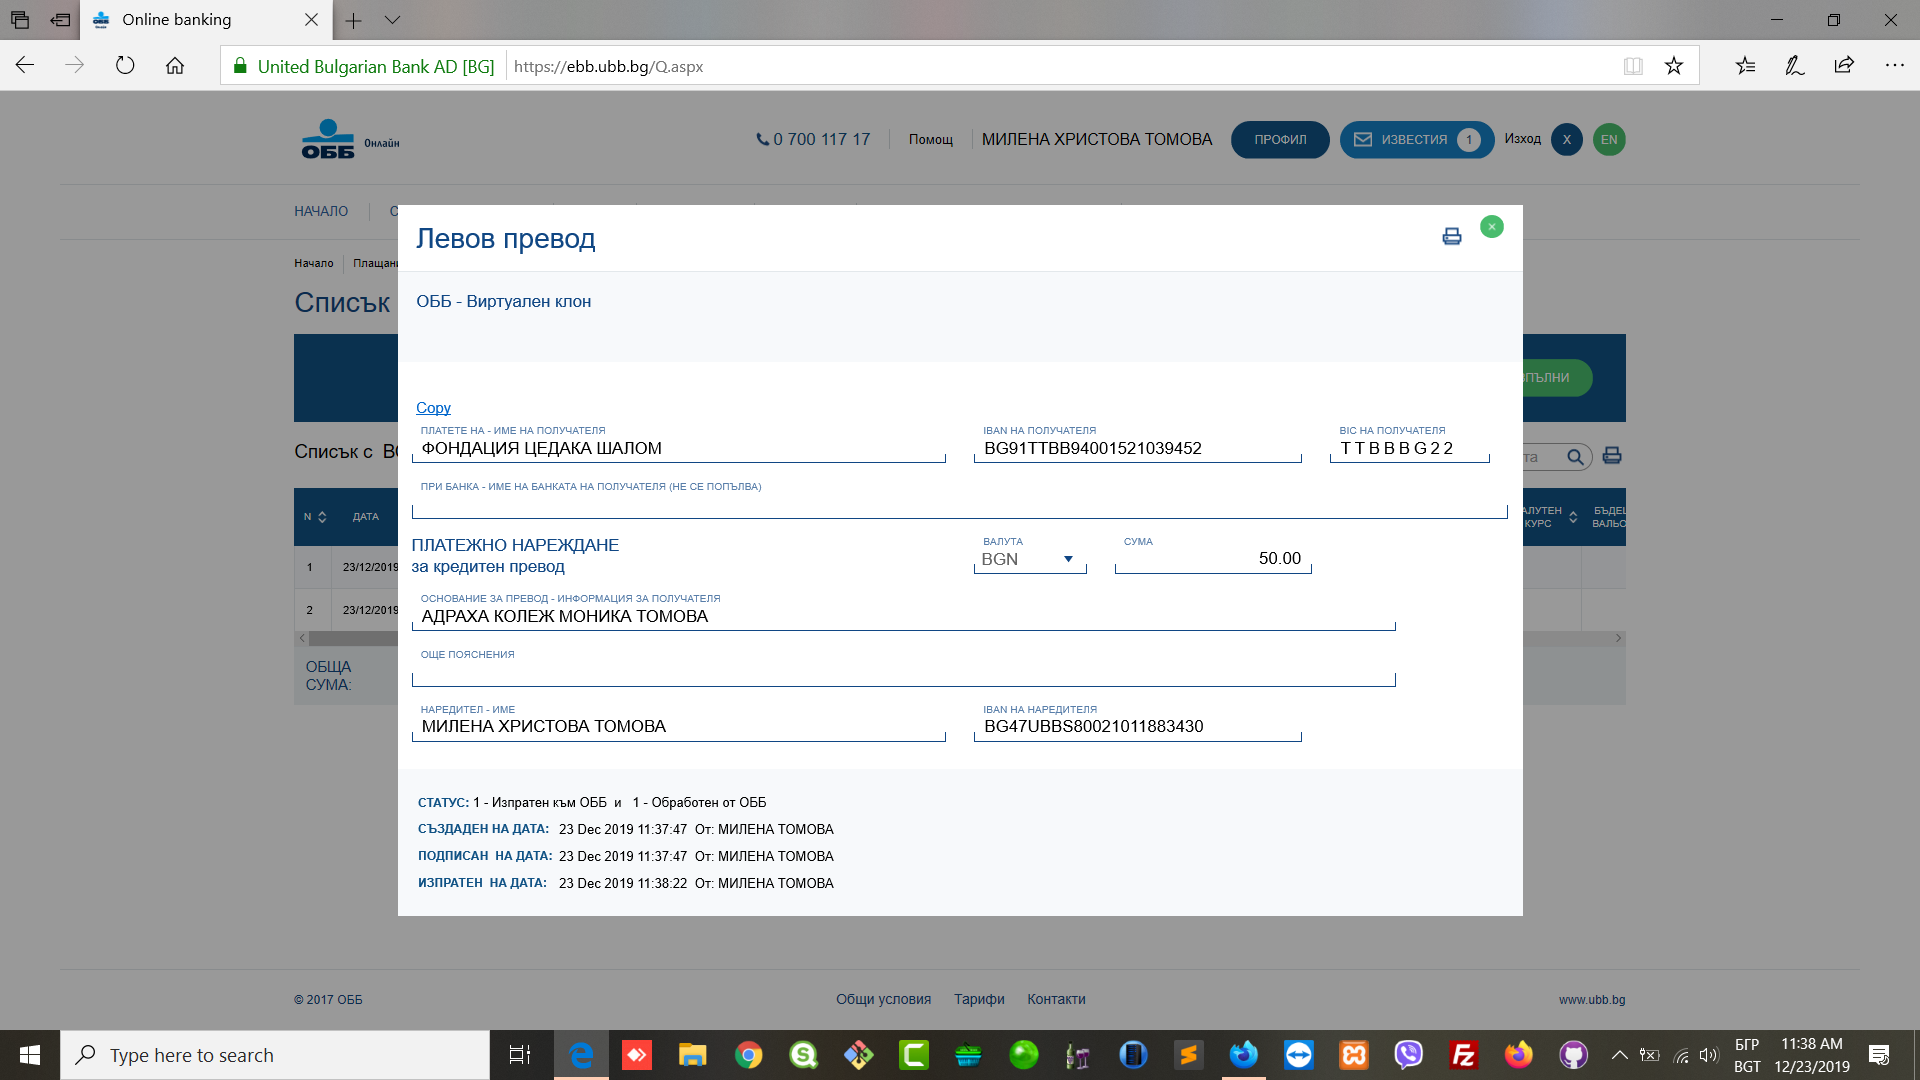 Online banking
United Bulgarian Bank AD [BG]
https://ebb.ubb.bg/Q.aspx
ОББ Онлайн
0 700 117 17
Помощ
МИЛЕНА ХРИСТОВА ТОМОВА
ПРОФИЛ
ИЗВЕСТИЯ 1
Изход X
EN
НАЧАЛО
Начало
Списък
Левов превод
ОББ - Виртуален клон
Copy
ПЛАТЕТЕ НА - ИМЕ НА ПОЛУЧАТЕЛЯ
ФОНДАЦИЯ ЦЕДАКА ШАЛОМ
IBAN НА ПОЛУЧАТЕЛЯ
BG91TTBB94001521039452
BIC НА ПОЛУЧАТЕЛЯ
T T B B B G 2 2
ПРИ БАНКА - ИМЕ НА БАНКАТА НА ПОЛУЧАТЕЛЯ (НЕ СЕ ПОПЪЛВА)
ПЛАТЕЖНО НАРЕЖДАНЕ
за кредитен превод
ВАЛУТА
BGN
СУМА
50.00
ОСНОВАНИЕ ЗА ПРЕВОД - ИНФОРМАЦИЯ ЗА ПОЛУЧАТЕЛЯ
АДРАХА КОЛЕЖ МОНИКА ТОМОВА
ОЩЕ ПОЯСНЕНИЯ
НАРЕДИТЕЛ - ИМЕ
МИЛЕНА ХРИСТОВА ТОМОВА
IBAN НА НАРЕДИТЕЛЯ
BG47UBBS80021011883430
СТАТУС: 1 - Изпратен към ОББ и 1 - Обработен от ОББ
СЪЗДАДЕН НА ДАТА: 23 Dec 2019 11:37:47 От: МИЛЕНА ТОМОВА
ПОДПИСАН НА ДАТА: 23 Dec 2019 11:37:47 От: МИЛЕНА ТОМОВА
ИЗПРАТЕН НА ДАТА: 23 Dec 2019 11:38:22 От: МИЛЕНА ТОМОВА
Списък с
N
ДАТА
КУРС
1 23/12/2019
2 23/12/2019
ОБЩА
СУМА:
© 2017 ОББ
Общи условия
Тарифи
Контакти
www.ubb.bg
Type here to search
БГР
BGT
11:38 AM
12/23/2019